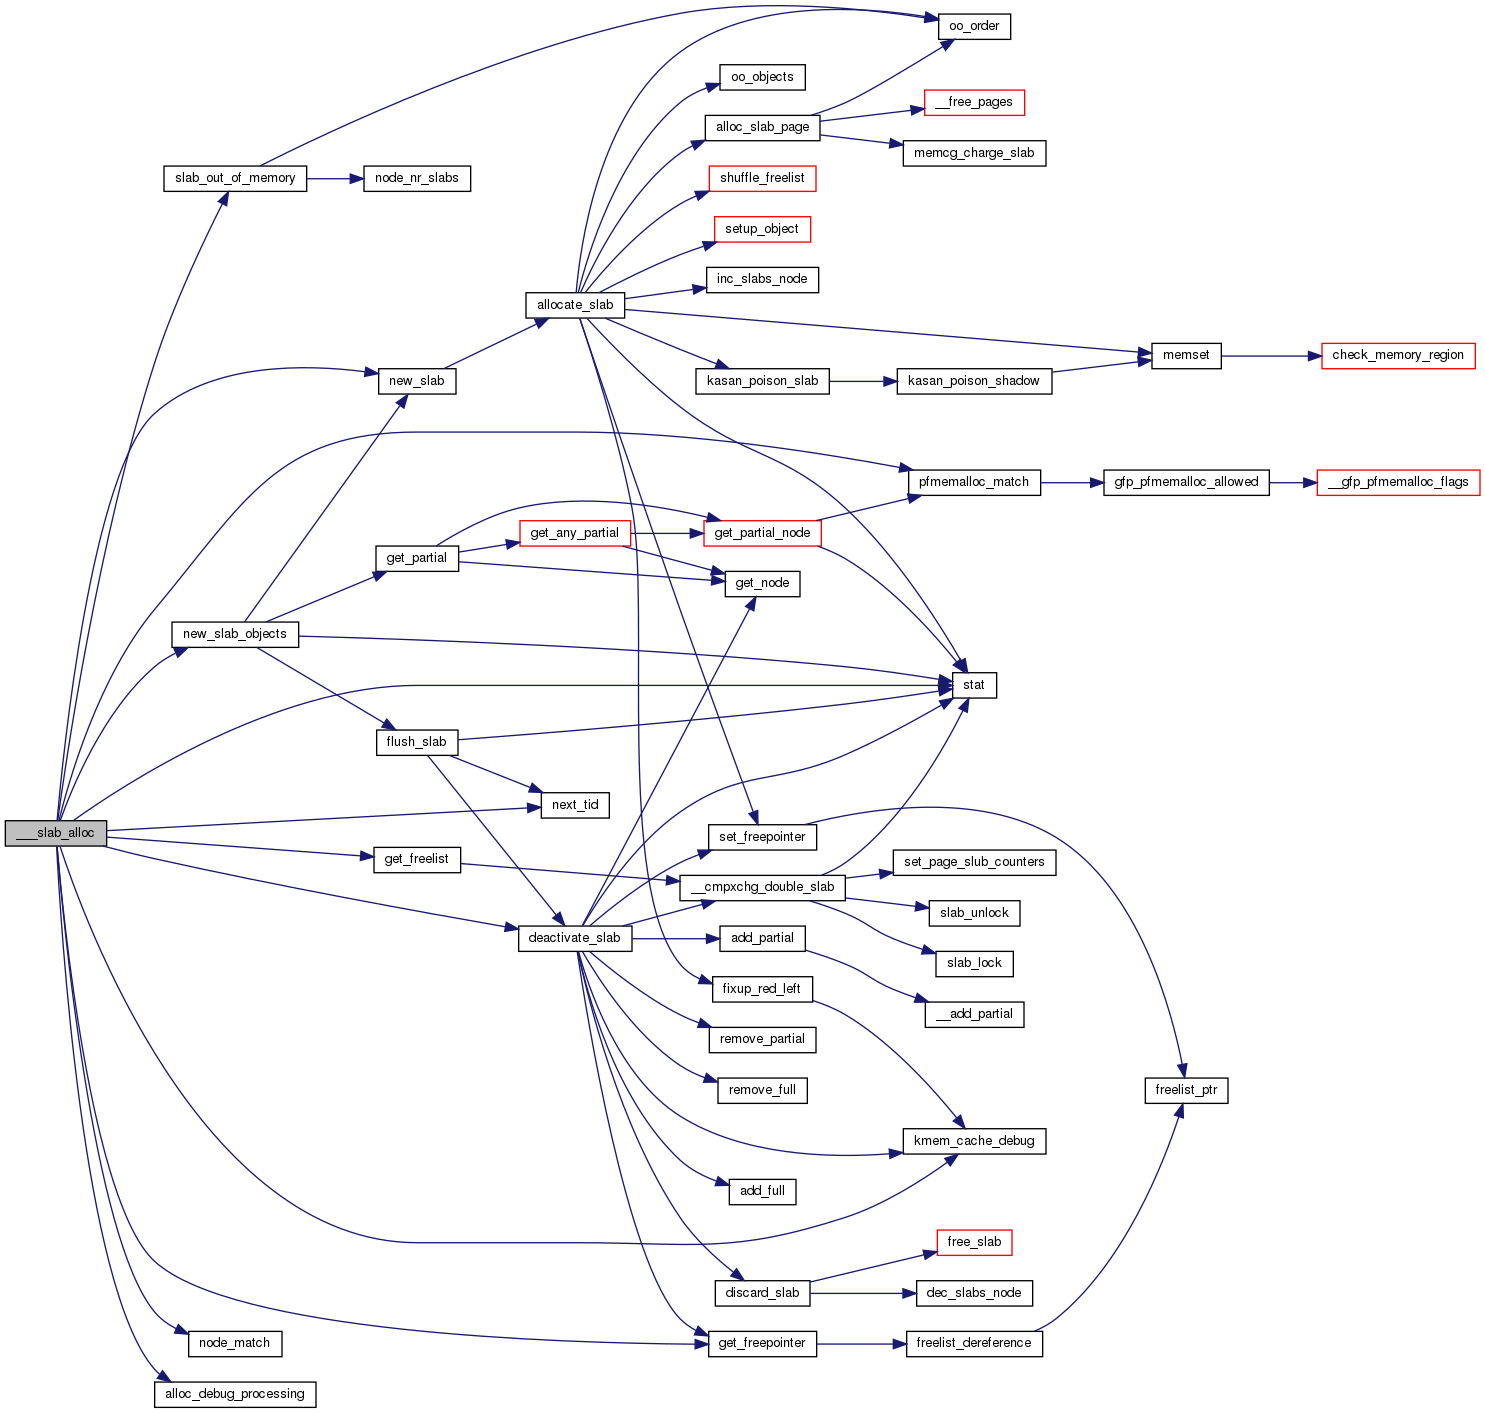 oo_order
oo_objects
__free_pages
alloc_slab_page
memcg_charge_slab
slab_out_of_memory
node_nr_slabs
shuffle_freelist
setup_object
inc_slabs_node
allocate_slab
memset
check_memory_region
new_slab
kasan_poison_slab
kasan_poison_shadow
pfmemalloc_match
gfp_pfmemalloc_allowed
__gfp_pfmemalloc_flags
get_any_partial
get_partial_node
get_partial
get_node
new_slab_objects
stat
flush_slab
next_tid
___slab_alloc
set_freepointer
get_freelist
set_page_slub_counters
__cmpxchg_double_slab
slab_unlock
deactivate_slab
add_partial
slab_lock
fixup_red_left
__add_partial
remove_partial
remove_full
freelist_ptr
kmem_cache_debug
add_full
free_slab
discard_slab
dec_slabs_node
node_match
get_freepointer
freelist_dereference
alloc_debug_processing